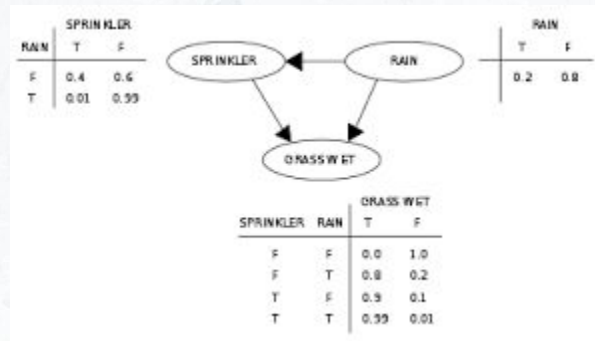 SPRINKLER
RAIN T F
F 0.4 0.6
T 0.01 0.99
SPRINKLER
RAIN
RAIN
T F
0.2 0.8
GRASS WET
GRASS WET
SPRINKLER RAIN T F
F F 0.0 1.0
F T 0.8 0.2
T F 0.9 0.1
T T 0.99 0.01